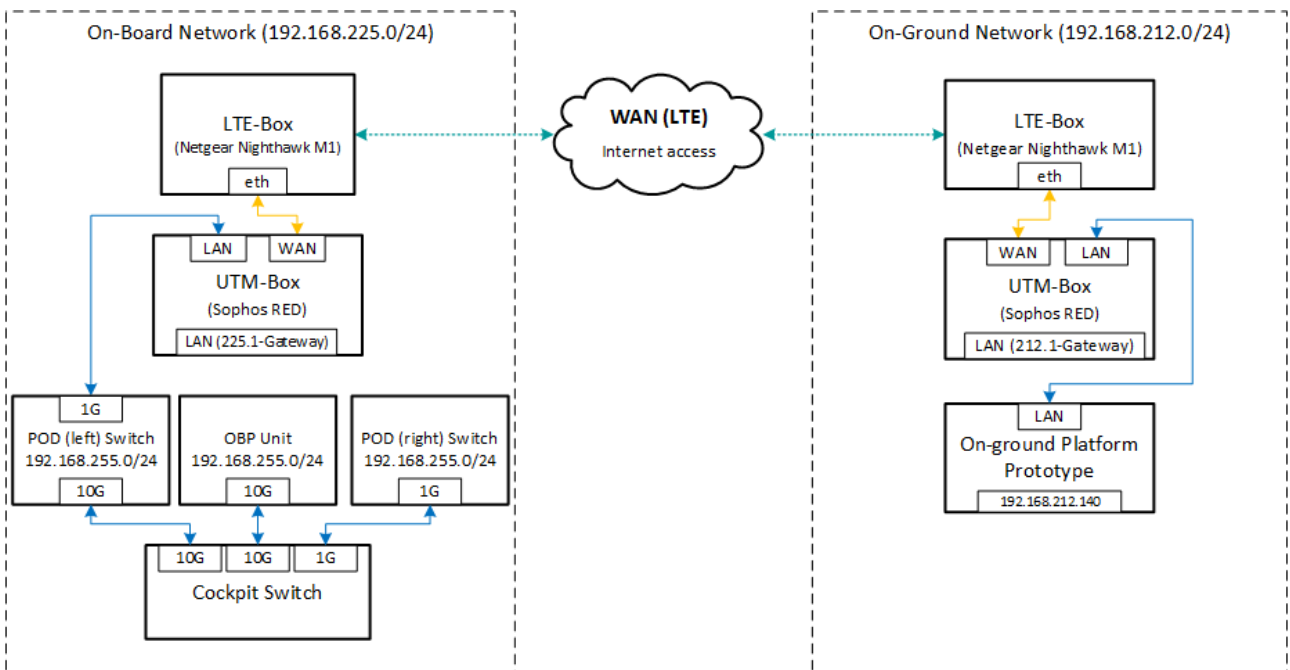 On-Board Network (192.168.225.0/24)
LTE-Box
(Netgear Nighthawk M1)
eth
LAN
WAN
UTM-Box
(Sophos RED)
LAN (225.1-Gateway)
1G
POD (left) Switch
192.168.255.0/24
10G
OBP Unit
192.168.255.0/24
10G
POD (right) Switch
192.168.255.0/24
1G
10G
10G
1G
Cockpit Switch
WAN (LTE)
Internet access
On-Ground Network (192.168.212.0/24)
LTE-Box
(Netgear Nighthawk M1)
eth
WAN
LAN
UTM-Box
(Sophos RED)
LAN (212.1-Gateway)
LAN
On-ground Platform
Prototype
192.168.212.140